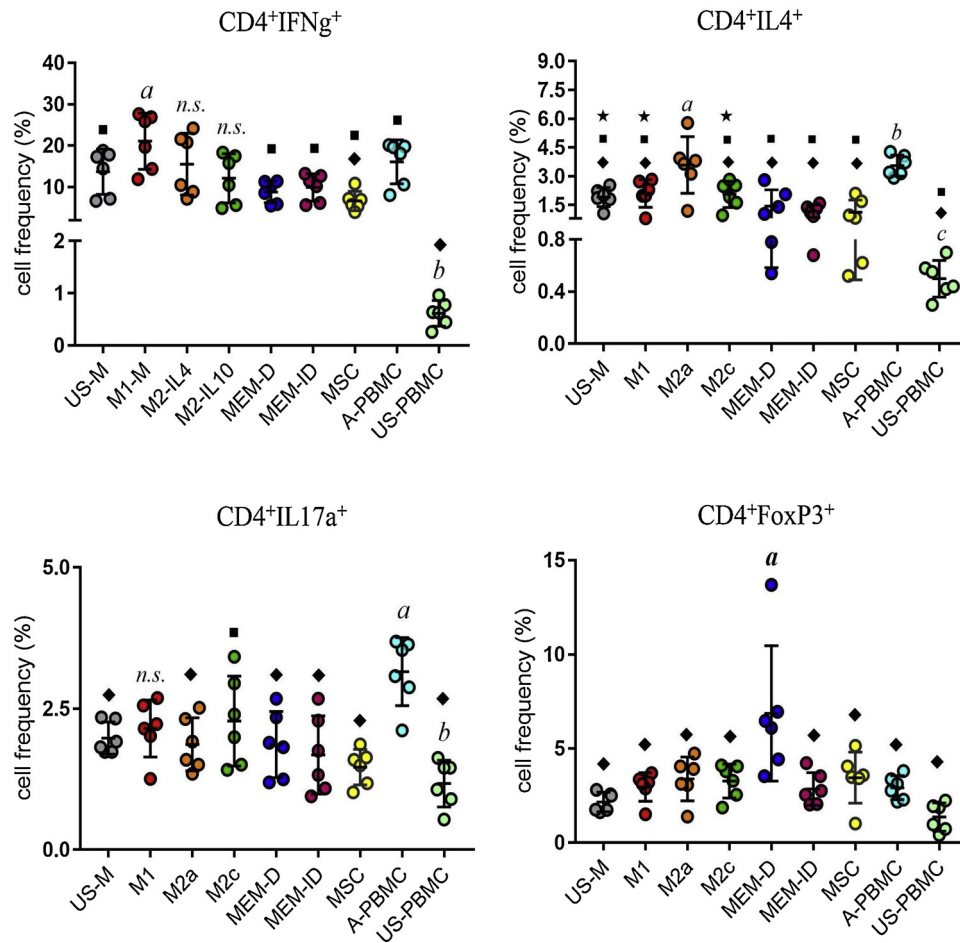 CD4⁺IFNg⁺
cell frequency (%)
40
30
20
10
2
1
0
a
n.s.
n.s.
b
US-M
M1-M
M2-IL4
M2-IL10
MEM-D
MEM-ID
MSC
A-PBMC
US-PBMC
CD4⁺IL4⁺
cell frequency (%)
9.0
7.5
6.0
4.5
3.0
1.5
0.8
0.4
0.0
a
b
c
US-M
M1
M2a
M2c
MEM-D
MEM-ID
MSC
A-PBMC
US-PBMC
CD4⁺IL17a⁺
cell frequency (%)
5.0
2.5
0.0
n.s.
a
b
US-M
M1
M2a
M2c
MEM-D
MEM-ID
MSC
A-PBMC
US-PBMC
CD4⁺FoxP3⁺
cell frequency (%)
15
10
5
0
a
US-M
M1
M2a
M2c
MEM-D
MEM-ID
MSC
A-PBMC
US-PBMC